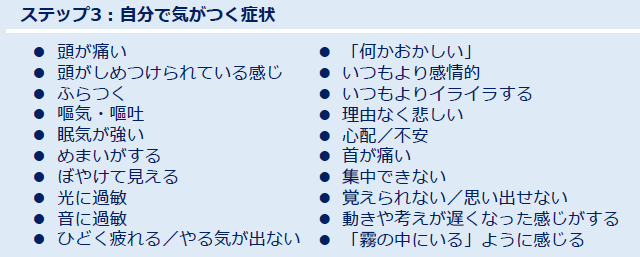 ステップ3：自分で気がつく症状
● 頭が痛い
● 頭がしめつけられている感じ
● ふらつく
● 嘔気・嘔吐
● 眠気が強い
● めまいがする
● ぼやけて見える
● 光に過敏
● 音に過敏
● ひどく疲れる／やる気が出ない
● 「何かおかしい」
● いつもより感情的
● いつもよりイライラする
● 理由なく悲しい
● 心配／不安
● 首が痛い
● 集中できない
● 覚えられない／思い出せない
● 動きや考えが遅くなった感じがする
● 「霧の中にいる」ように感じる